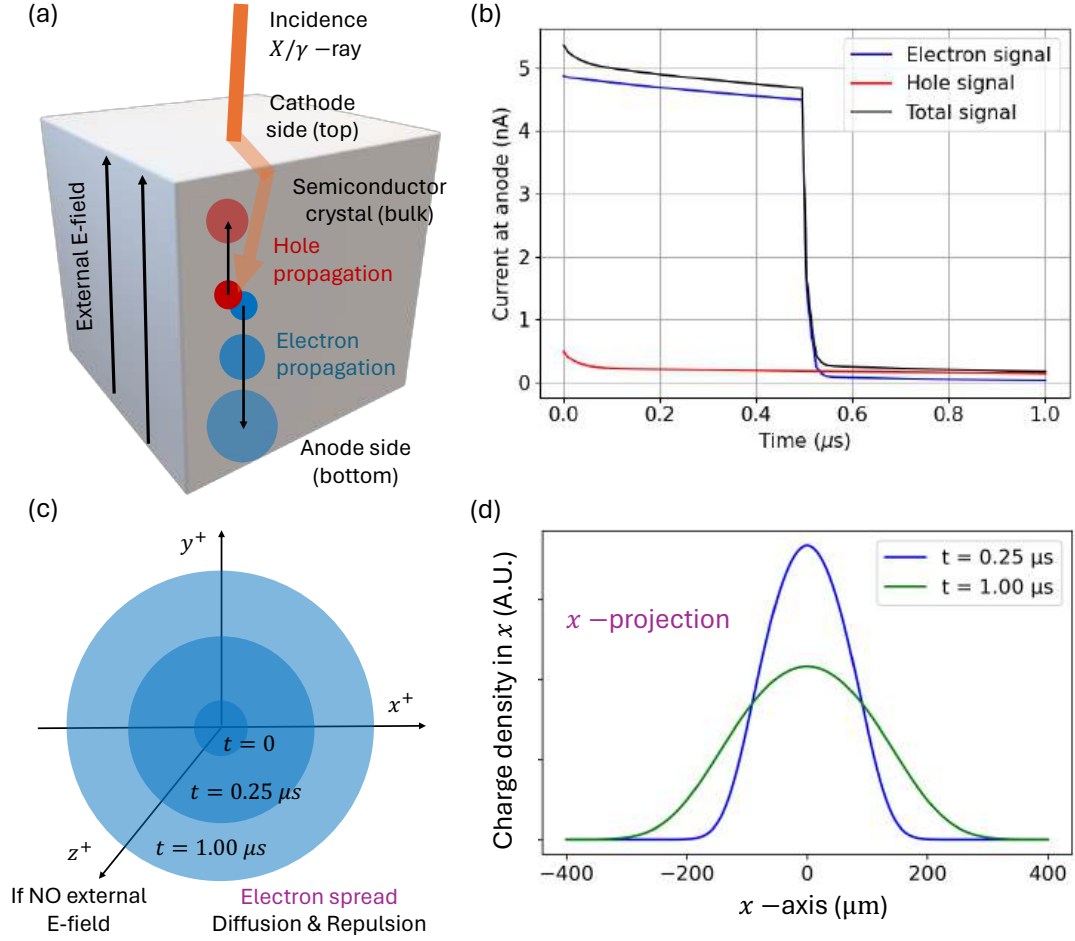 (a)
Incidence
X/γ −ray
Cathode
side (top)
Semiconductor
crystal (bulk)
External E-field
Hole
propagation
Electron
propagation
Anode side
(bottom)
(b)
Current at anode (nA)
5
4
3
2
1
0
Electron signal
Hole signal
Total signal
0.0 0.2 0.4 0.6 0.8 1.0
Time (μs)
(c)
y⁺
x⁺
t = 0
t = 0.25 μs
t = 1.00 μs
z⁺
If NO external
E-field
Electron spread
Diffusion & Repulsion
(d)
Charge density in x (A.U.)
x −projection
t = 0.25 μs
t = 1.00 μs
−400 −200 0 200 400
x −axis (μm)